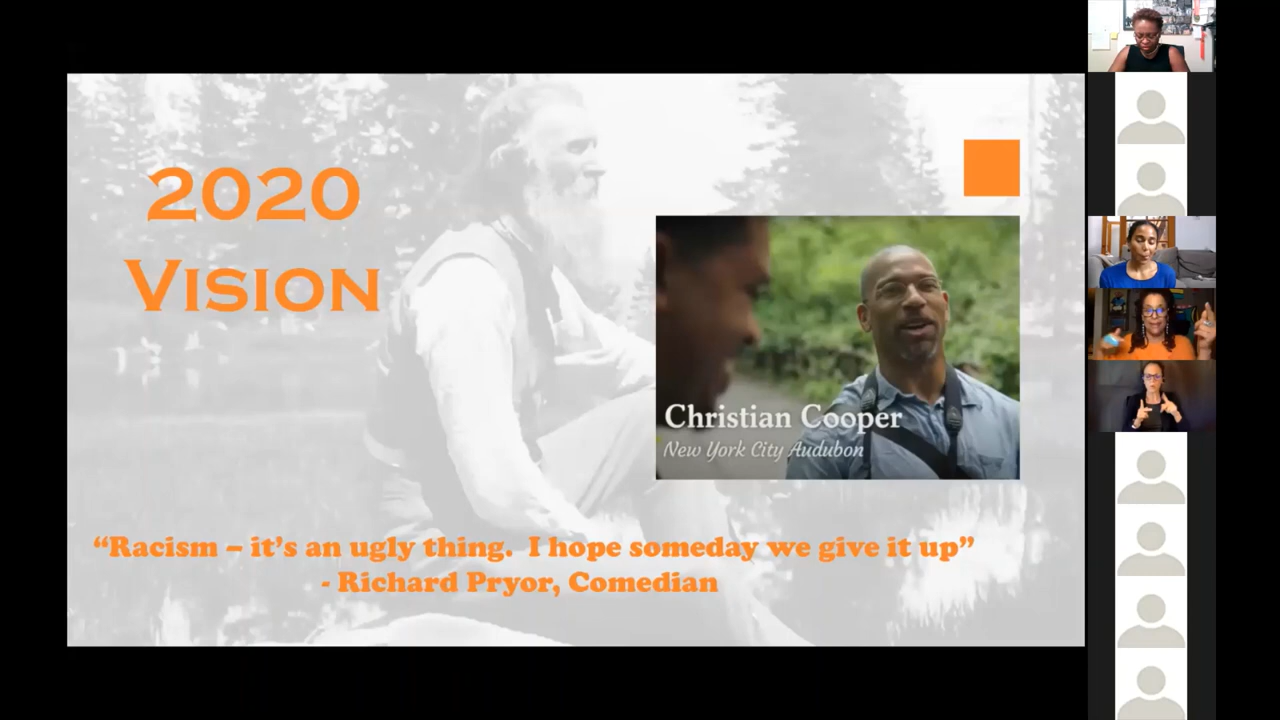 2020
Vision
Christian Cooper
New York City Audubon
“Racism – it’s an ugly thing. I hope someday we give it up”
- Richard Pryor, Comedian